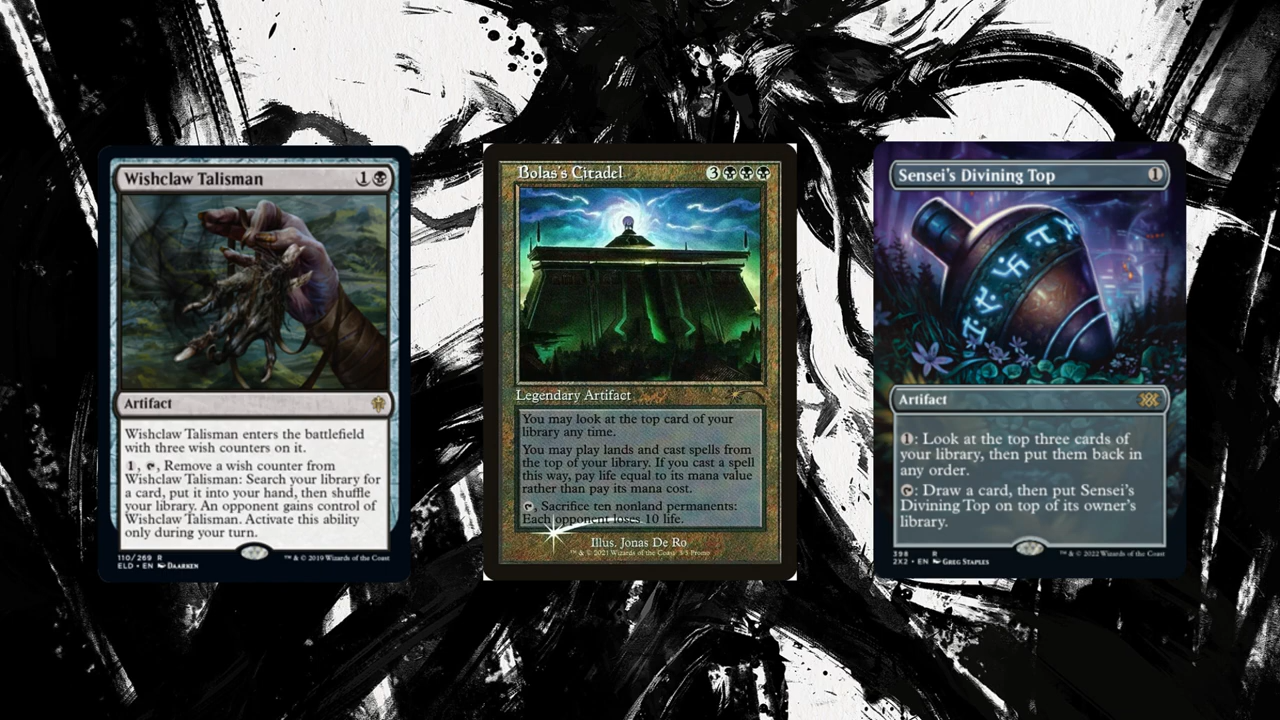 Wishclaw Talisman 1
Artifact
Wishclaw Talisman enters the battlefield
with three wish counters on it.
1, , Remove a wish counter from
Wishclaw Talisman: Search your library for
a card, put it into your hand, then shuffle
your library. An opponent gains control of
Wishclaw Talisman. Activate this ability
only during your turn.
110/269 R
ELD • EN DAARKEN
™ & © 2019 Wizards of the Coast
Bolas's Citadel 3
Legendary Artifact
You may look at the top card of your
library any time.
You may play lands and cast spells from
the top of your library. If you cast a spell
this way, pay life equal to its mana value
rather than pay its mana cost.
, Sacrifice ten nonland permanents:
Each opponent loses 10 life.
Illus. Jonas De Ro
™ & © 2021 Wizards of the Coast 3/3 Promo
Sensei's Divining Top 1
Artifact
1: Look at the top three cards of
your library, then put them back in
any order.
: Draw a card, then put Sensei's
Divining Top on top of its owner's
library.
398 R
2X2 • EN GREG STAPLES
™ & © 2022 Wizards of the Coast